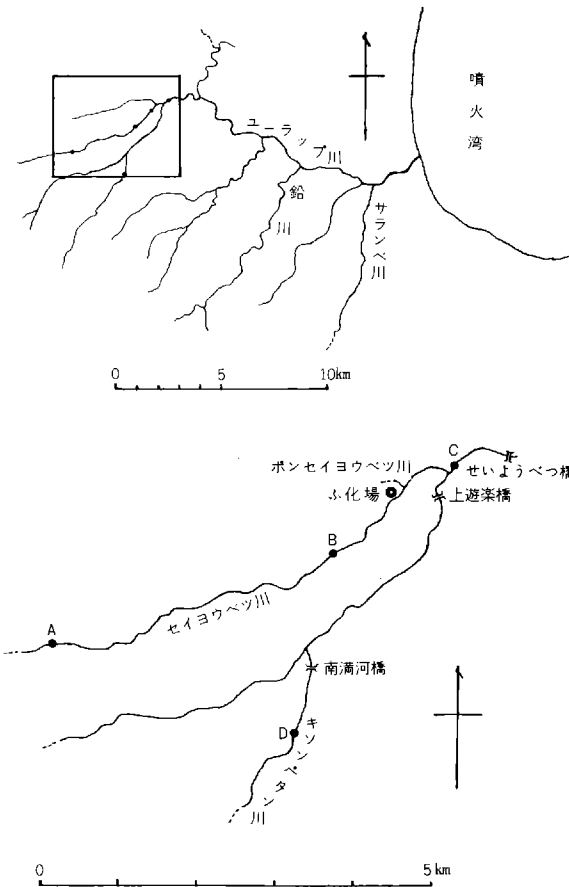 噴火湾
ユーラップ川
鉛川
サランベ川
0 5 10km
C
ポンセイヨウベツ川
せいようべつ橋
ふ化場
上遊楽橋
B
セイヨウベツ川
A
南満河橋
D
キソンペタン川
0 5km